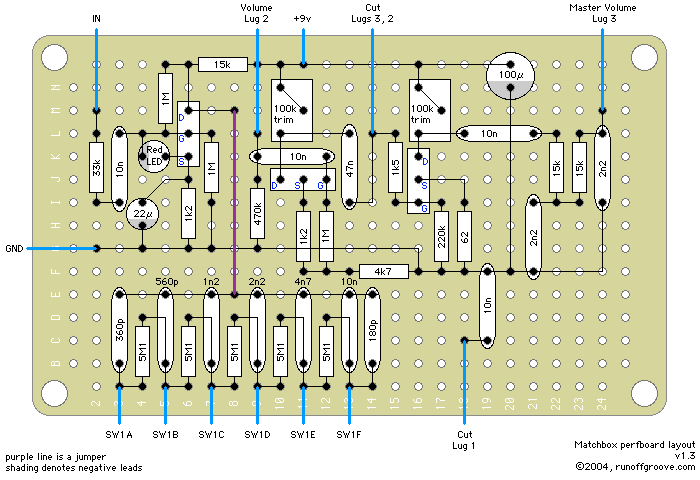 IN
Volume
Lug 2
+9v
Cut
Lugs 3, 2
Master Volume
Lug 3
15k
100µ
1M
100k
trim
100k
trim
D
G
S
Red
LED
33k
10n
1M
10n
47n
1k5
10n
15k
15k
2n2
D
S
G
D
S
G
22µ
1k2
470k
1k2
1M
220k
62
2n2
GND
4k7
560p
1n2
2n2
4n7
10n
360p
5M1
5M1
5M1
5M1
5M1
180p
10n
M
L
K
J
I
H
F
E
D
C
B
2
3
4
5
6
7
8
9
10
11
12
13
14
15
16
17
18
19
20
21
22
23
24
SW1A
SW1B
SW1C
SW1D
SW1E
SW1F
Cut
Lug 1
purple line is a jumper
shading denotes negative leads
Matchbox perfboard layout
v1.3
©2004, runoffgroove.com